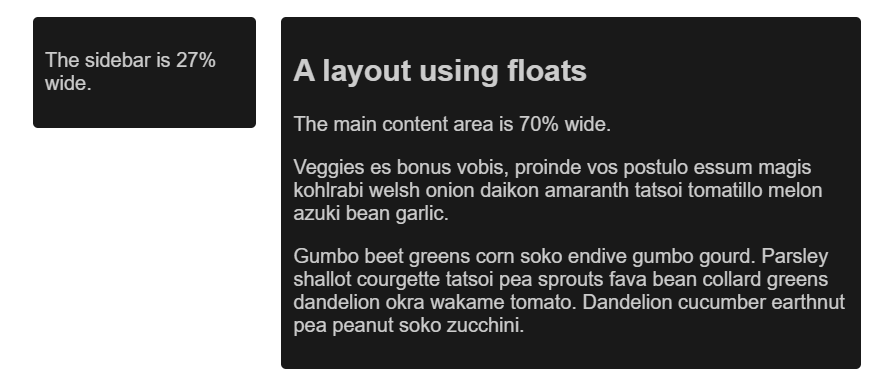 The sidebar is 27%
wide.
A layout using floats
The main content area is 70% wide.
Veggies es bonus vobis, proinde vos postulo essum magis
kohlrabi welsh onion daikon amaranth tatsoi tomatillo melon
azuki bean garlic.
Gumbo beet greens corn soko endive gumbo gourd. Parsley
shallot courgette tatsoi pea sprouts fava bean collard greens
dandelion okra wakame tomato. Dandelion cucumber earthnut
pea peanut soko zucchini.